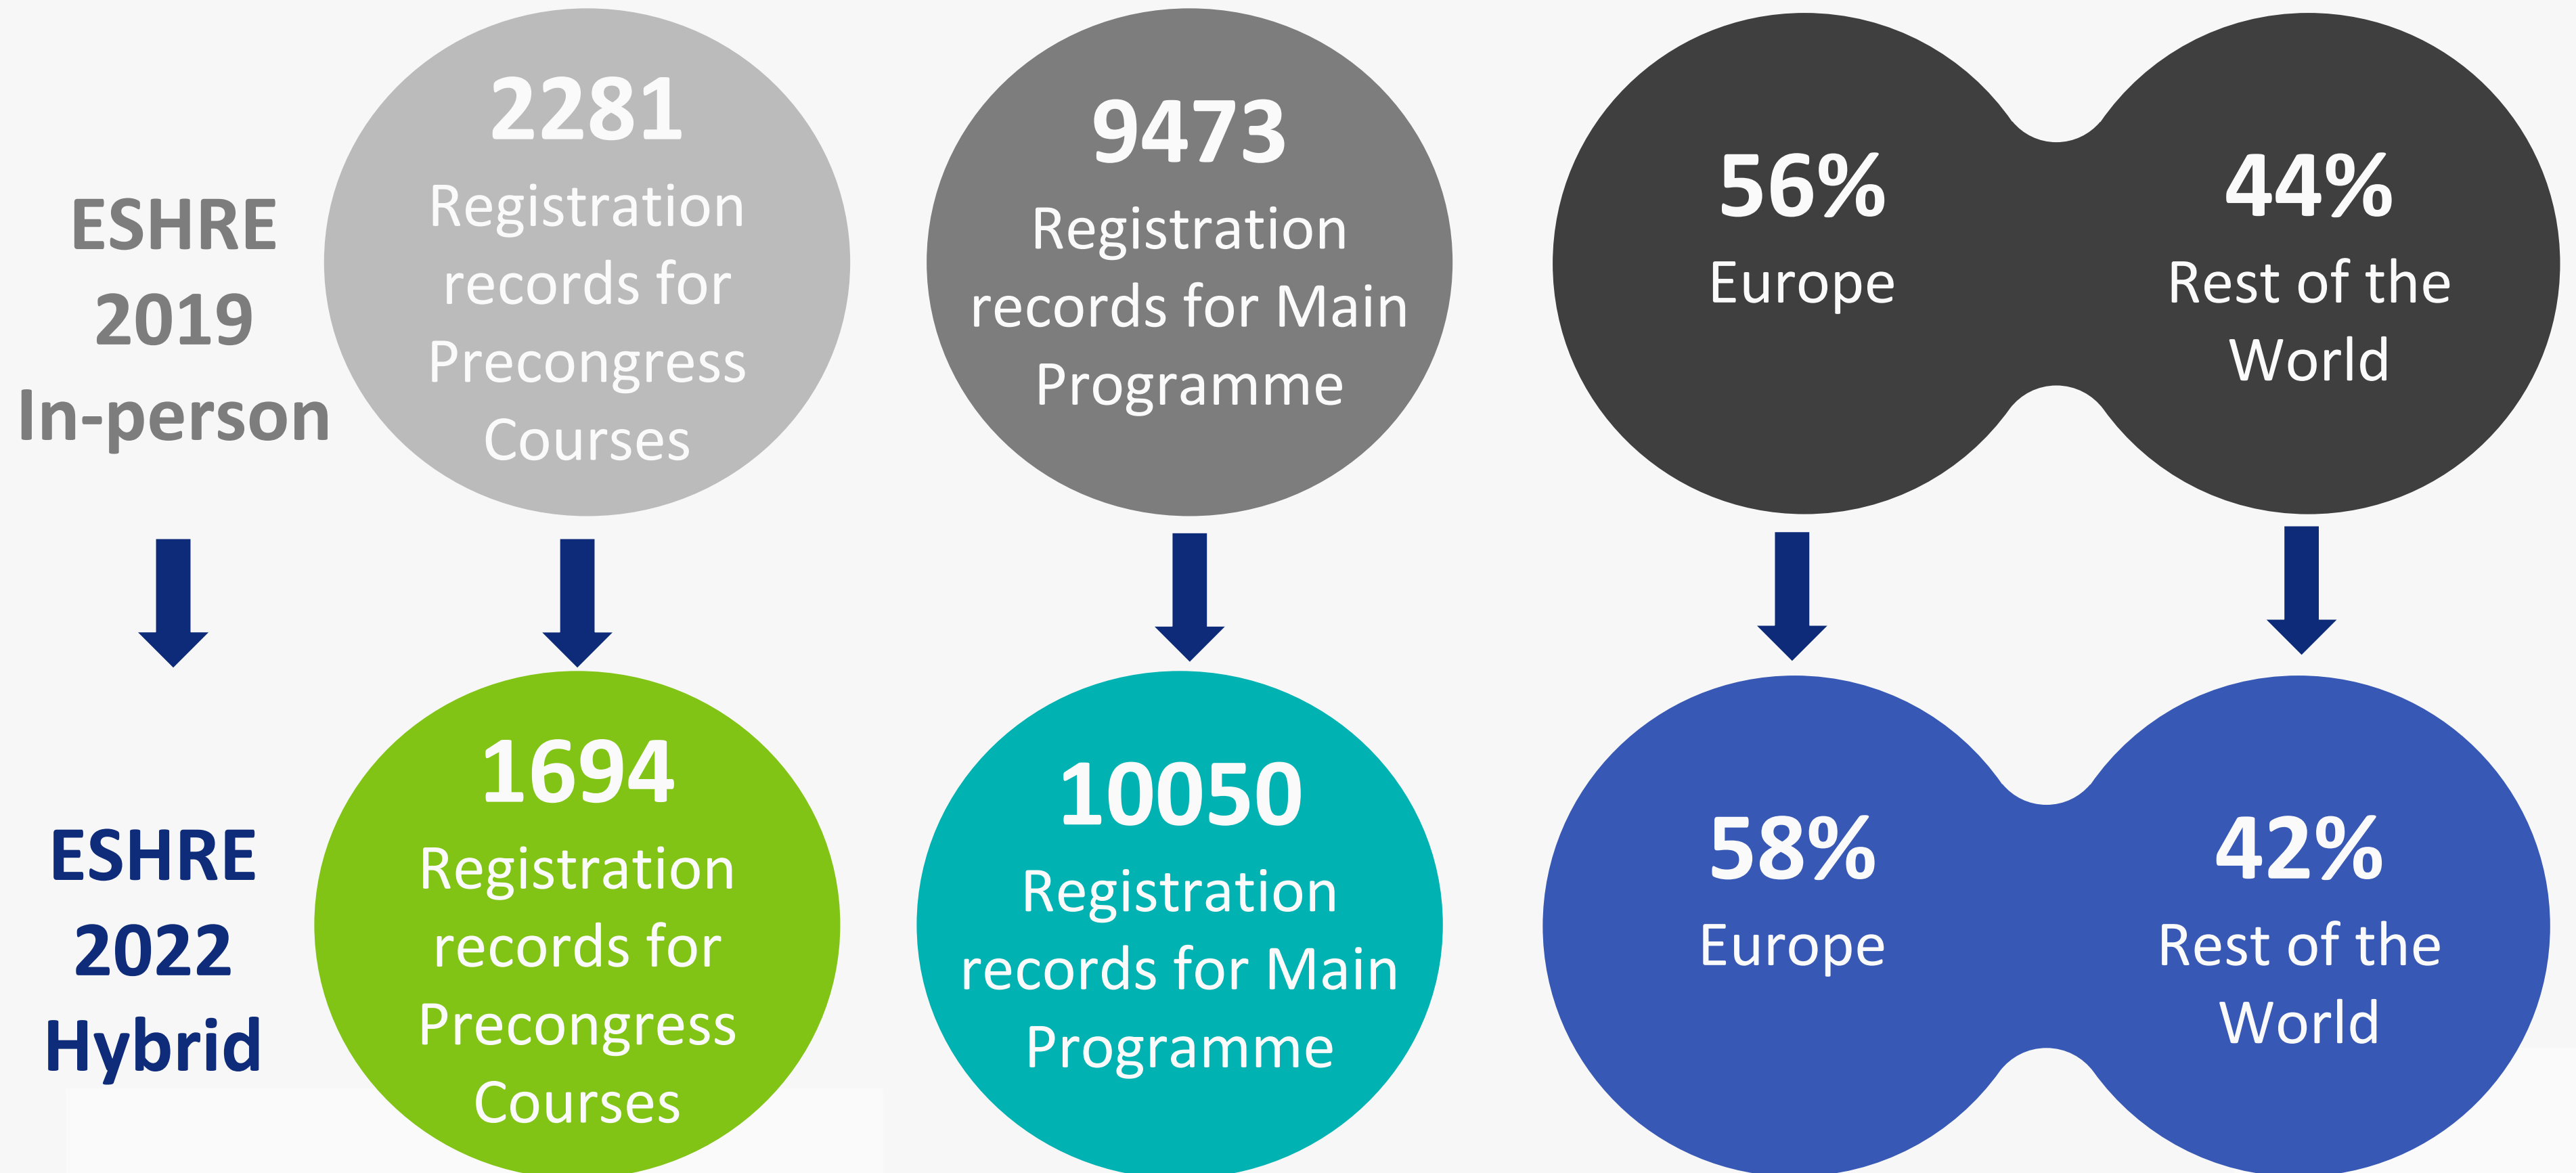 ESHRE
2019
In-person
2281
Registration
records for
Precongress
Courses
9473
Registration
records for Main
Programme
56%
Europe
44%
Rest of the
World
ESHRE
2022
Hybrid
1694
Registration
records for
Precongress
Courses
10050
Registration
records for Main
Programme
58%
Europe
42%
Rest of the
World